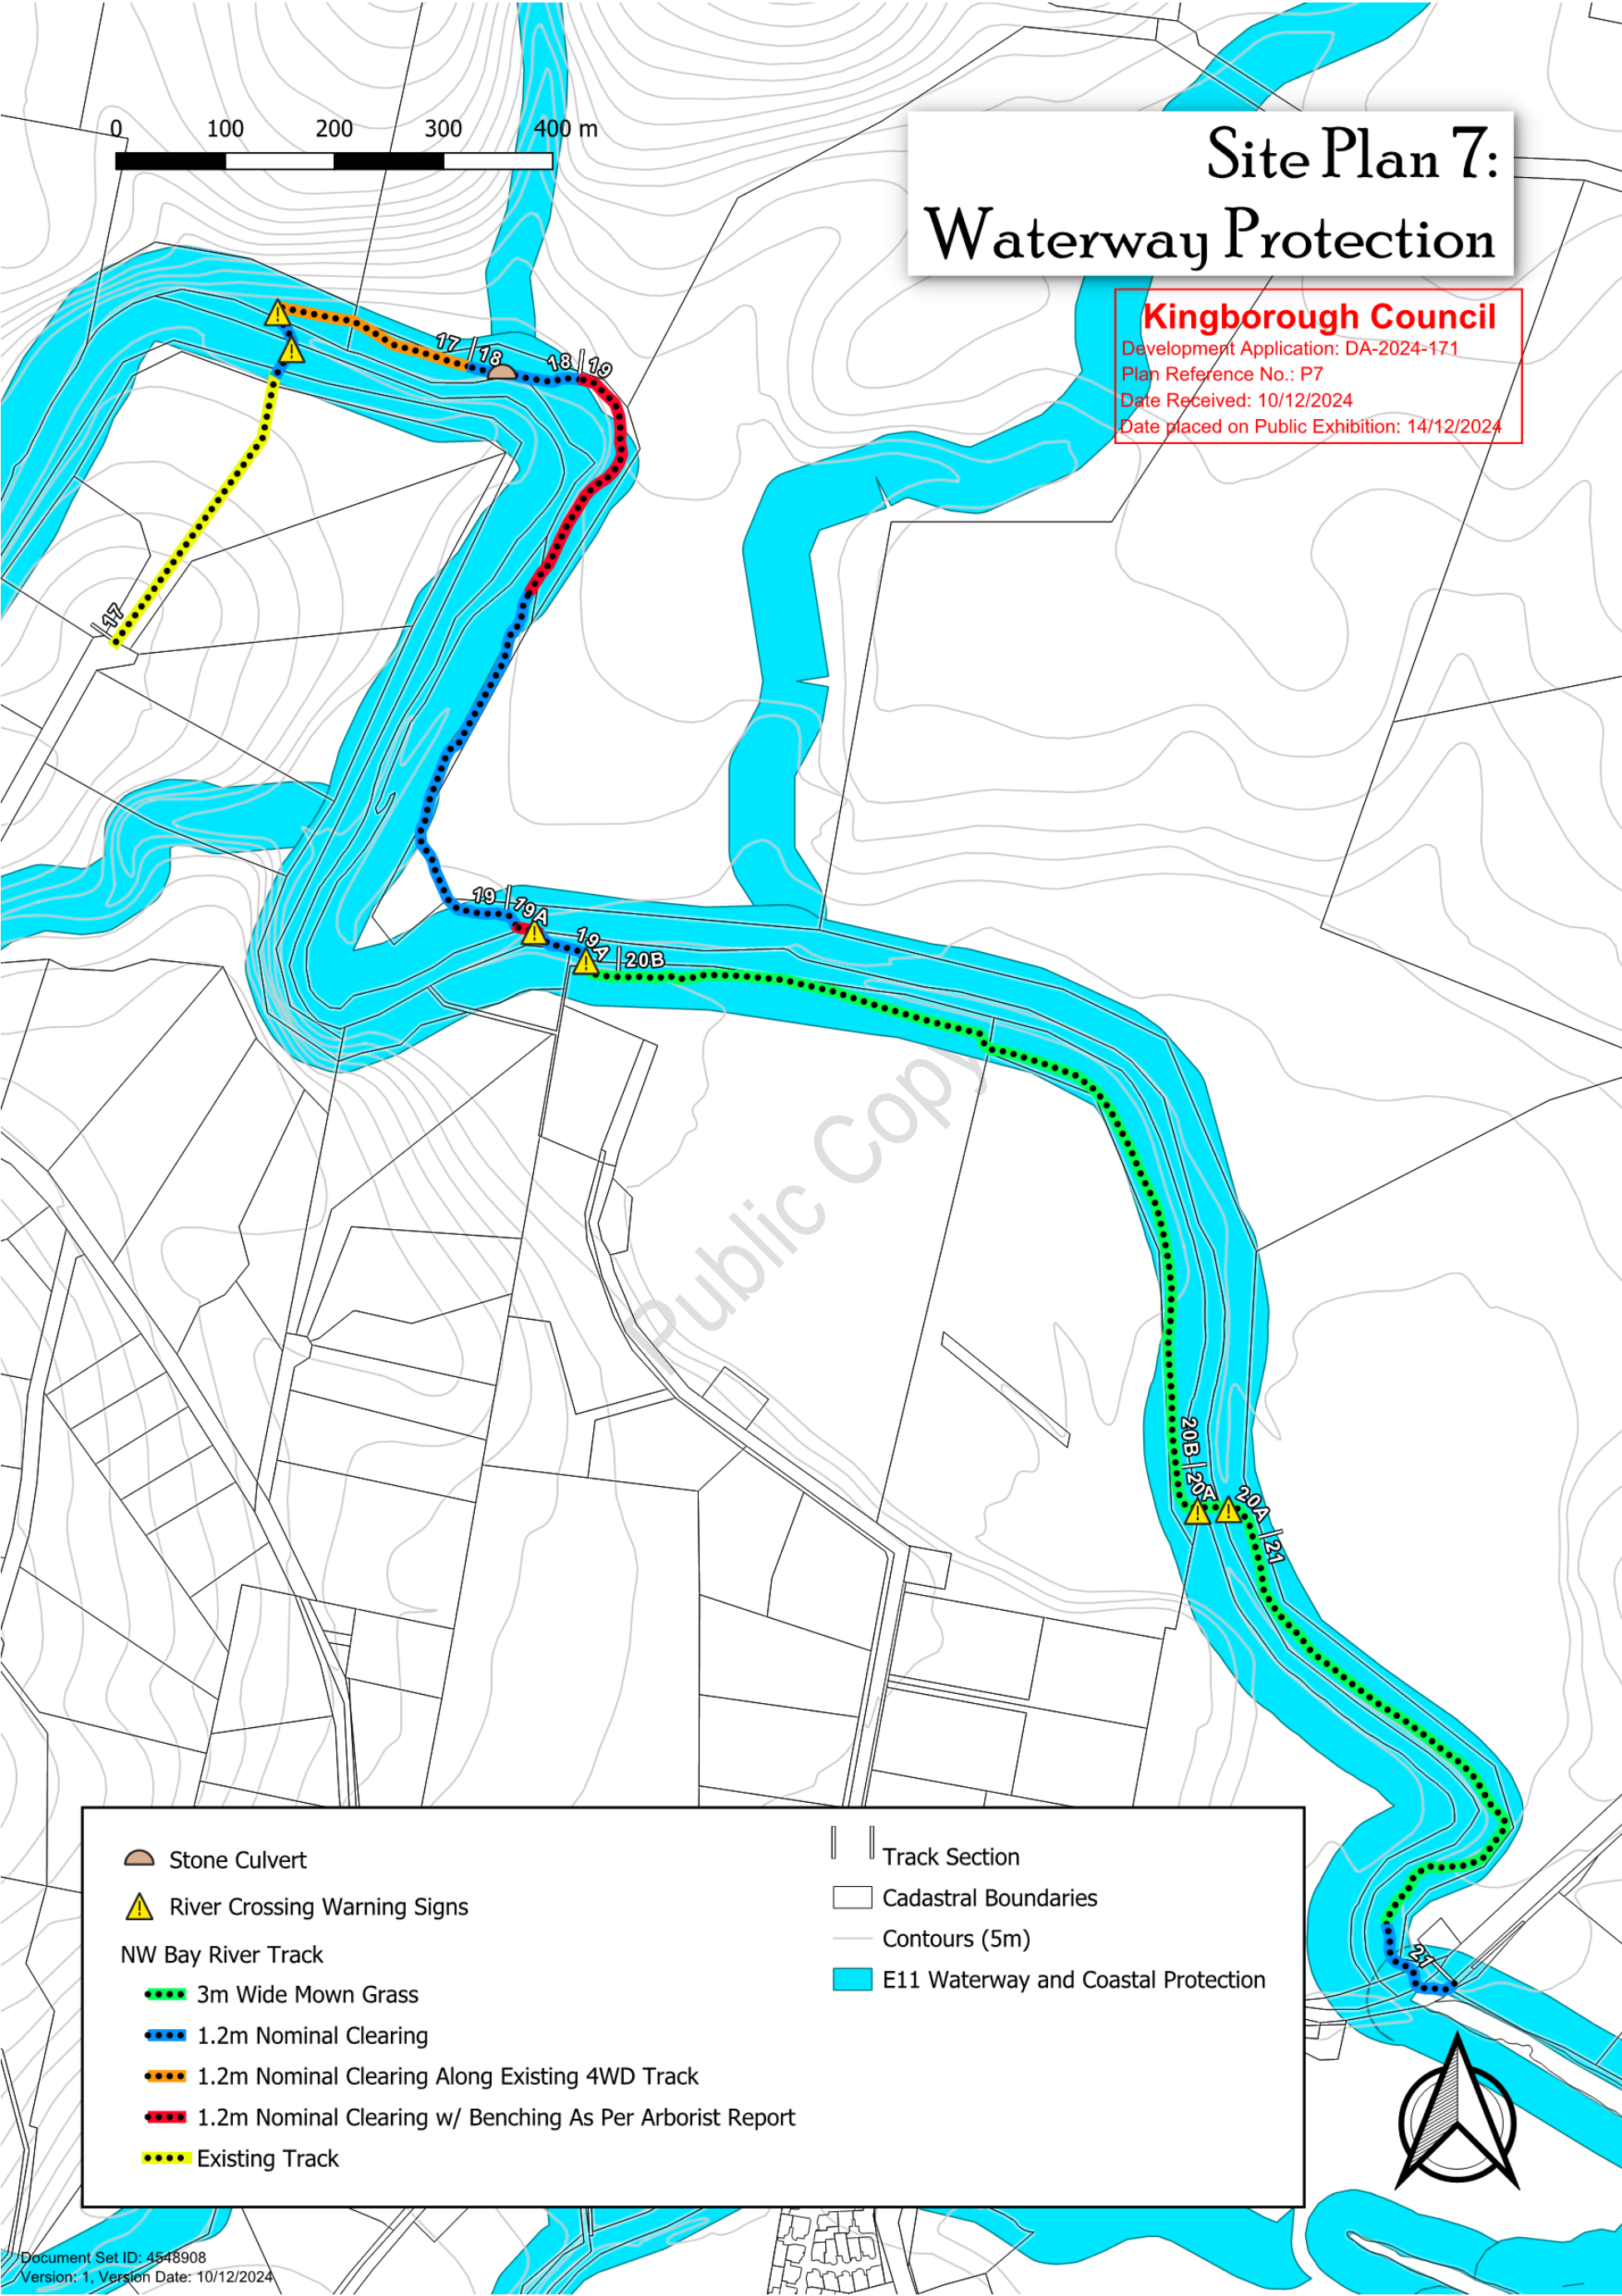 0 100 200 300 400 m
Site Plan 7:
Waterway Protection
Kingborough Council
Development Application: DA-2024-171
Plan Reference No.: P7
Date Received: 10/12/2024
Date placed on Public Exhibition: 14/12/2024
17 18
18 19
17
19 19A
19A 20B
Public Copy
20B
20A
20A
21
21
Stone Culvert
River Crossing Warning Signs
NW Bay River Track
3m Wide Mown Grass
1.2m Nominal Clearing
1.2m Nominal Clearing Along Existing 4WD Track
1.2m Nominal Clearing w/ Benching As Per Arborist Report
Existing Track
Track Section
Cadastral Boundaries
Contours (5m)
E11 Waterway and Coastal Protection
Document Set ID: 4548908
Version: 1, Version Date: 10/12/2024